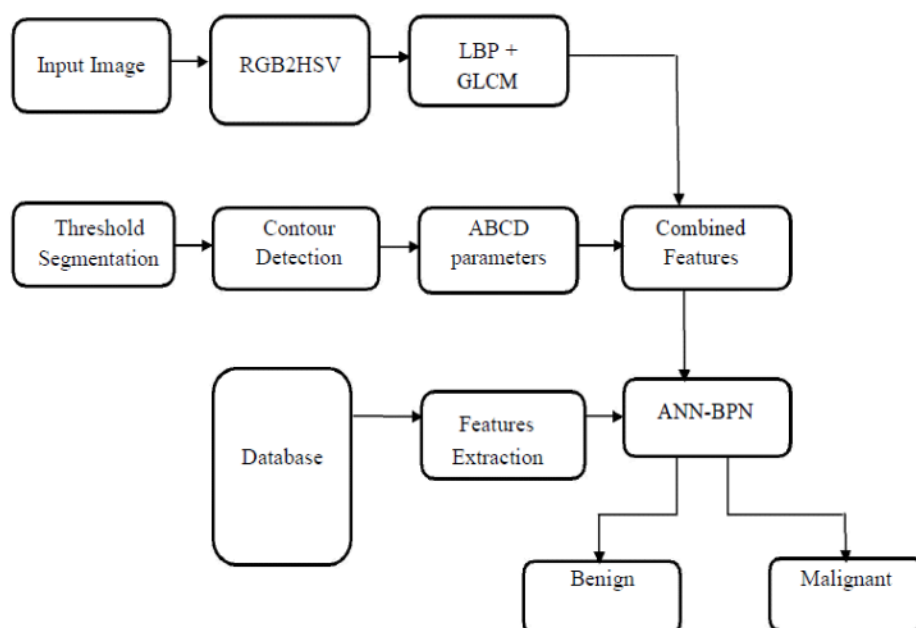 Input Image
RGB2HSV
LBP +
GLCM
Threshold
Segmentation
Contour
Detection
ABCD
parameters
Combined
Features
Database
Features
Extraction
ANN-BPN
Benign
Malignant